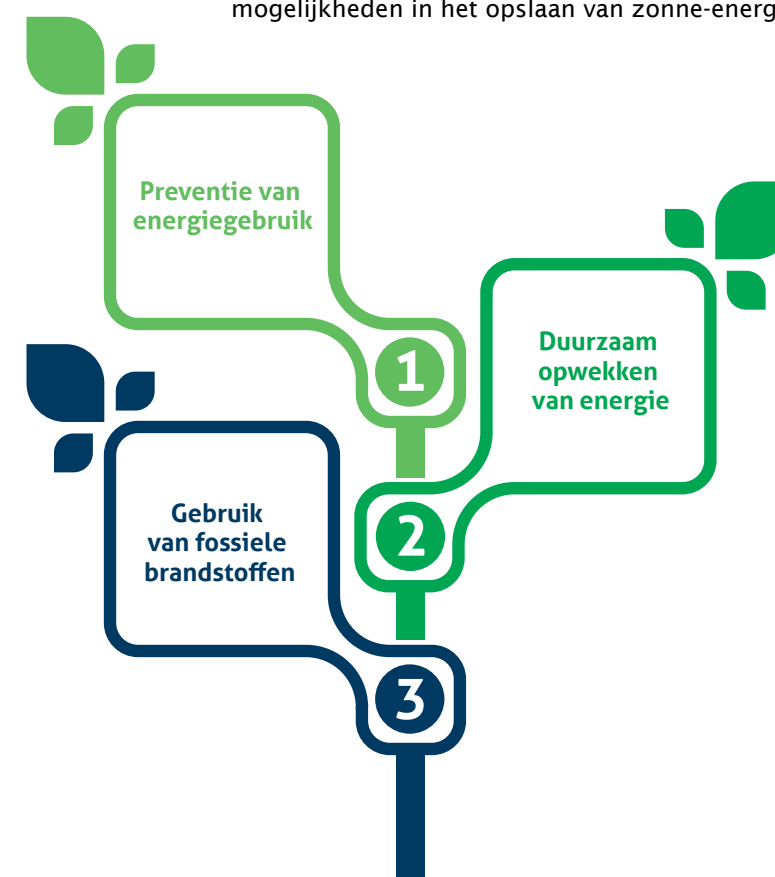 mogelijkheden in het opslaan van zonne-energ
Preventie van
energiegebruik
1
Duurzaam
opwekken
van energie
2
Gebruik
van fossiele
brandstoffen
3